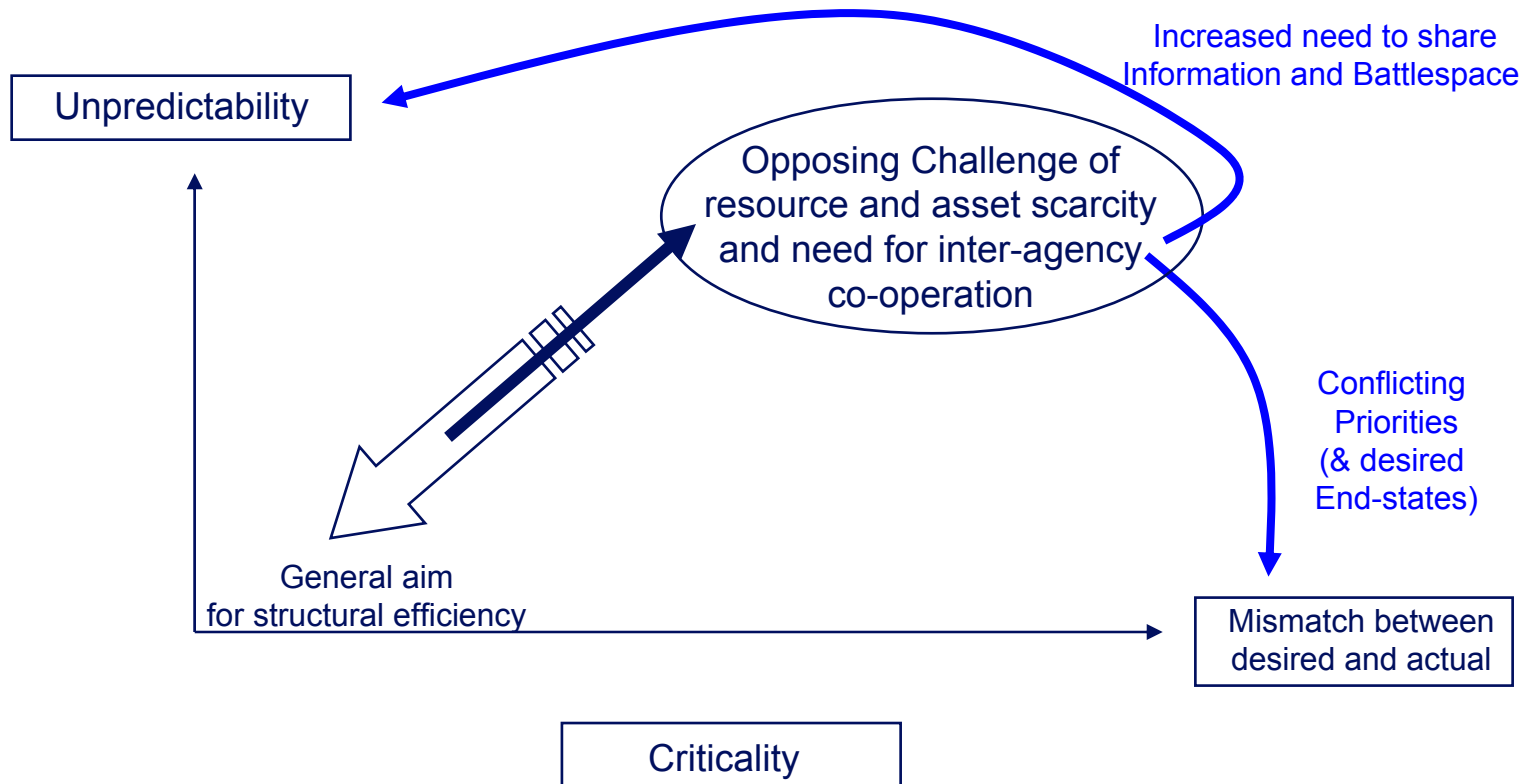 Increased need to share
Information and Battlespace
Unpredictability
Opposing Challenge of
resource and asset scarcity
and need for inter-agency
co-operation
Conflicting
Priorities
(& desired
End-states)
General aim
for structural efficiency
Mismatch between
desired and actual
Criticality